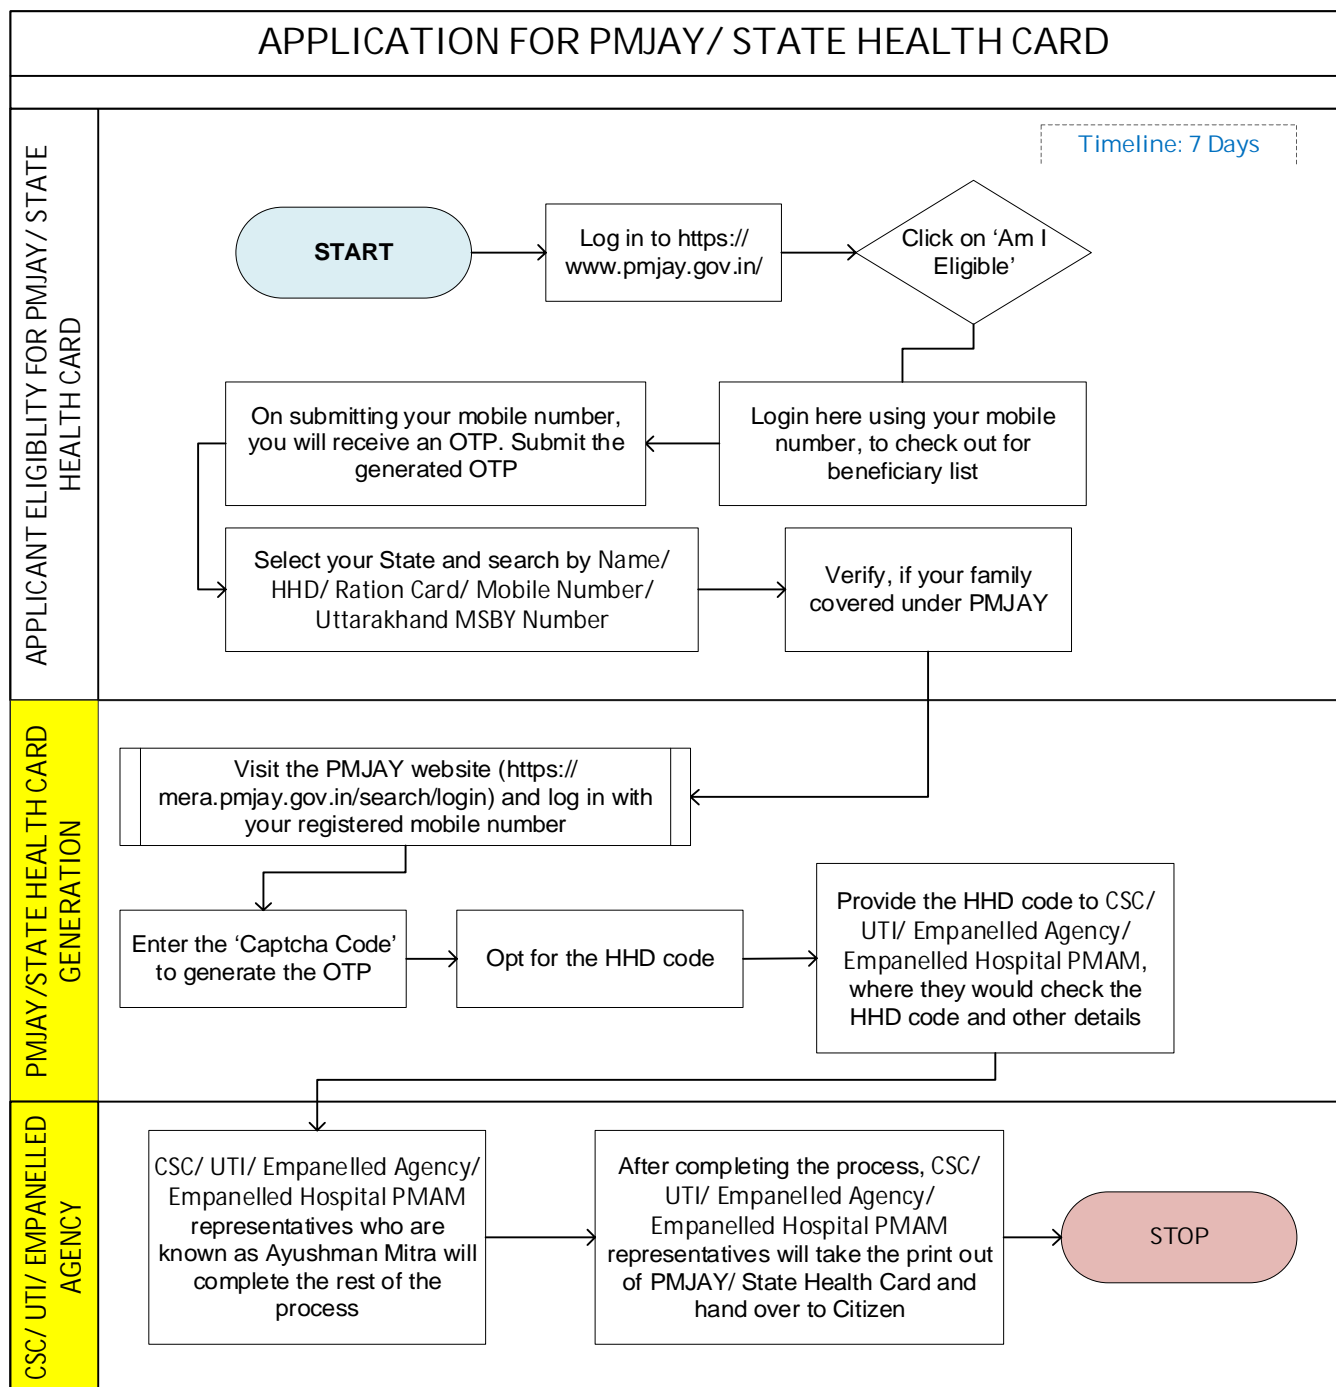 APPLICATION FOR PMJAY/ STATE HEALTH CARD
APPLICANT ELIGIBLITY FOR PMJAY/ STATE
HEALTH CARD
Timeline: 7 Days
START
Log in to https://
www.pmjay.gov.in/
Click on ‘Am I
Eligible’
Login here using your mobile
number, to check out for
beneficiary list
On submitting your mobile number,
you will receive an OTP. Submit the
generated OTP
Select your State and search by Name/
HHD/ Ration Card/ Mobile Number/
Uttarakhand MSBY Number
Verify, if your family
covered under PMJAY
PMJAY/STATE HEALTH CARD
GENERATION
Visit the PMJAY website (https://
mera.pmjay.gov.in/search/login) and log in with
your registered mobile number
Enter the ‘Captcha Code’
to generate the OTP
Opt for the HHD code
Provide the HHD code to CSC/
UTI/ Empanelled Agency/
Empanelled Hospital PMAM,
where they would check the
HHD code and other details
CSC/ UTI/ EMPANELLED
AGENCY
CSC/ UTI/ Empanelled Agency/
Empanelled Hospital PMAM
representatives who are
known as Ayushman Mitra will
complete the rest of the
process
After completing the process, CSC/
UTI/ Empanelled Agency/
Empanelled Hospital PMAM
representatives will take the print out
of PMJAY/ State Health Card and
hand over to Citizen
STOP